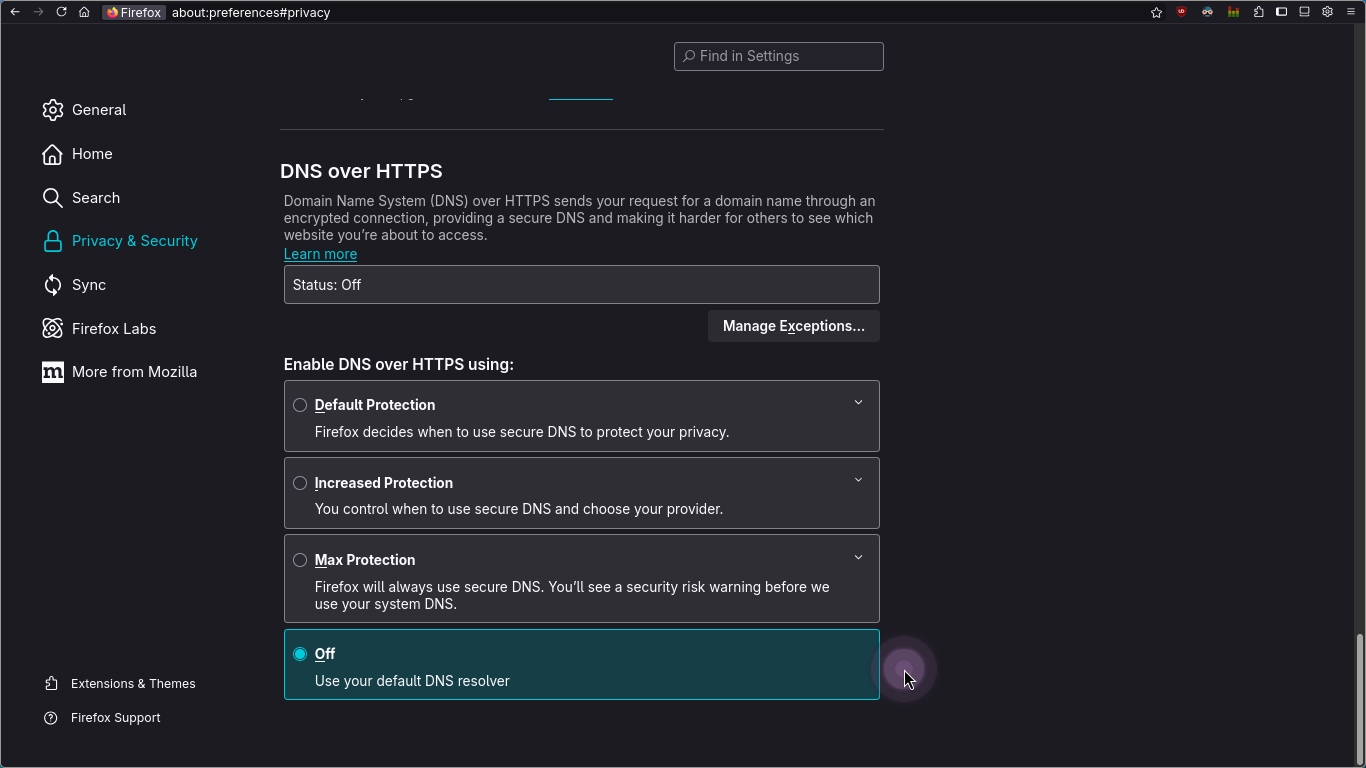 Firefox about:preferences#privacy
Find in Settings
General
Home
Search
Privacy & Security
Sync
Firefox Labs
m More from Mozilla
Extensions & Themes
Firefox Support
DNS over HTTPS
Domain Name System (DNS) over HTTPS sends your request for a domain name through an
encrypted connection, providing a secure DNS and making it harder for others to see which
website you’re about to access.
Learn more
Status: Off
Manage Exceptions…
Enable DNS over HTTPS using:
Default Protection
Firefox decides when to use secure DNS to protect your privacy.
Increased Protection
You control when to use secure DNS and choose your provider.
Max Protection
Firefox will always use secure DNS. You’ll see a security risk warning before we
use your system DNS.
Off
Use your default DNS resolver